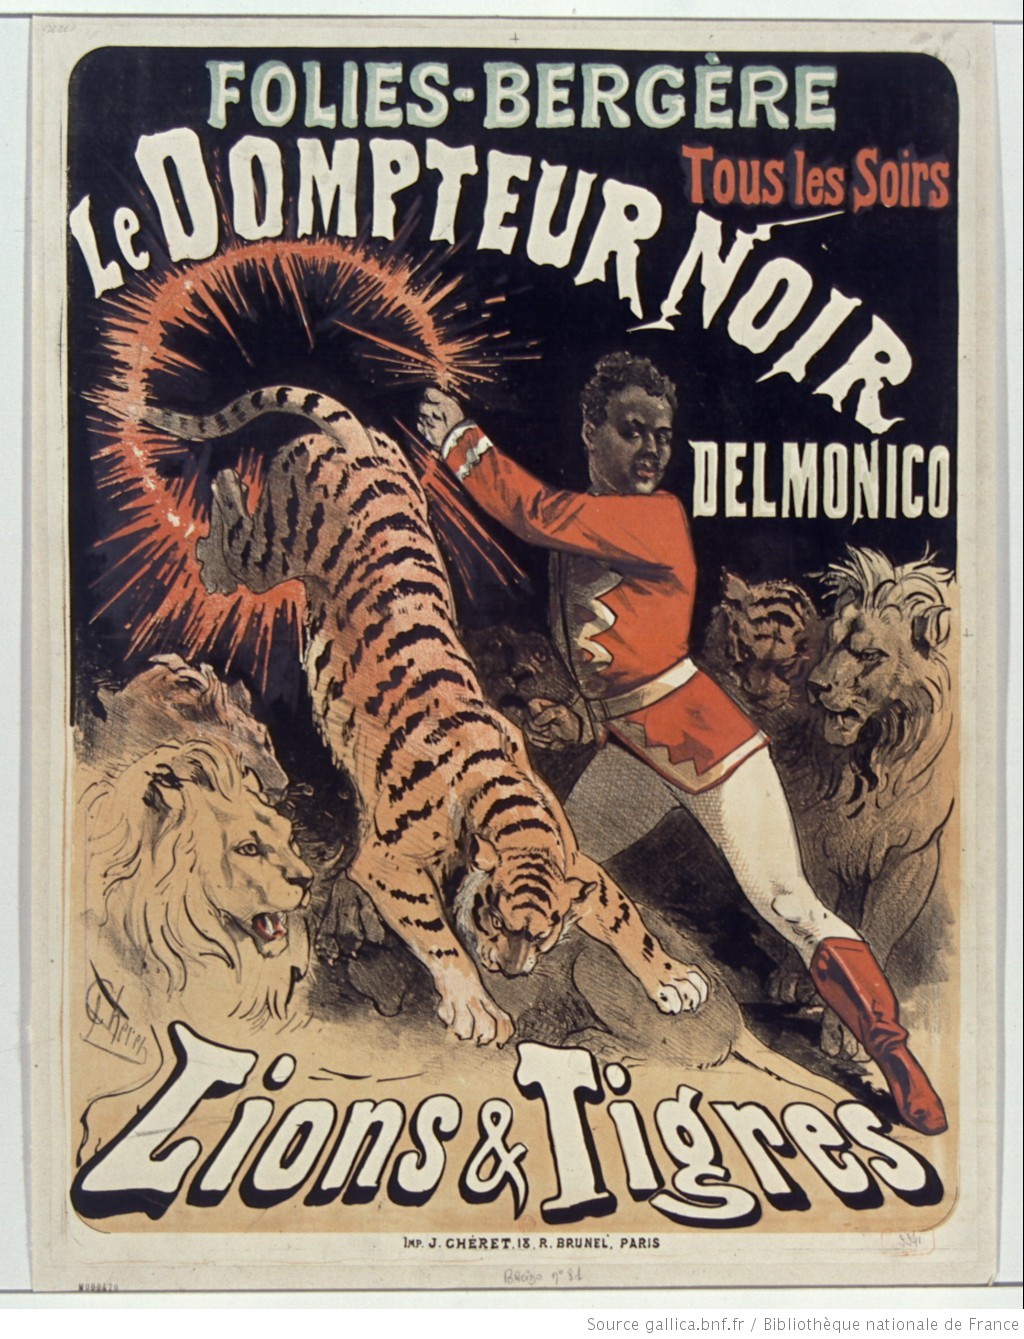 FOLIES-BERGÈRE
Tous les Soirs
Le DOMPTEUR NOIR
DELMONICO
JChéret
Lions & Tigres
IMP. J. CHÉRET, 18, R. BRUNEL, PARIS
Source gallica.bnf.fr / Bibliothèque nationale de France